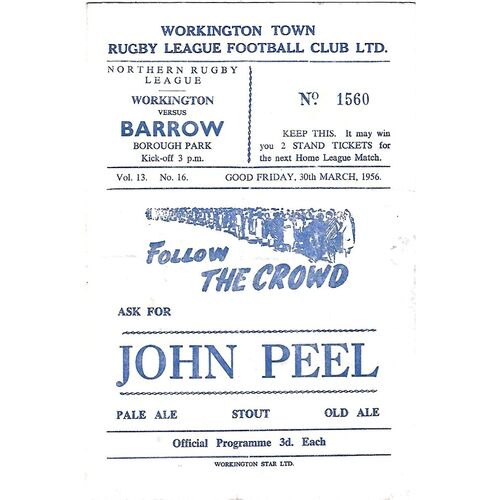 WORKINGTON TOWN
RUGBY LEAGUE FOOTBALL CLUB LTD.
NORTHERN RUGBY
LEAGUE
WORKINGTON
VERSUS
BARROW
BOROUGH PARK
Kick-off 3 p.m.
No. 1560
KEEP THIS. It may win
you 2 STAND TICKETS for
the next Home League Match.
Vol. 13. No. 16.
GOOD FRIDAY, 30th MARCH, 1956.
FOLLOW
THE CROWD
ASK FOR
JOHN PEEL
PALE ALE STOUT OLD ALE
Official Programme 3d. Each
WORKINGTON STAR LTD.